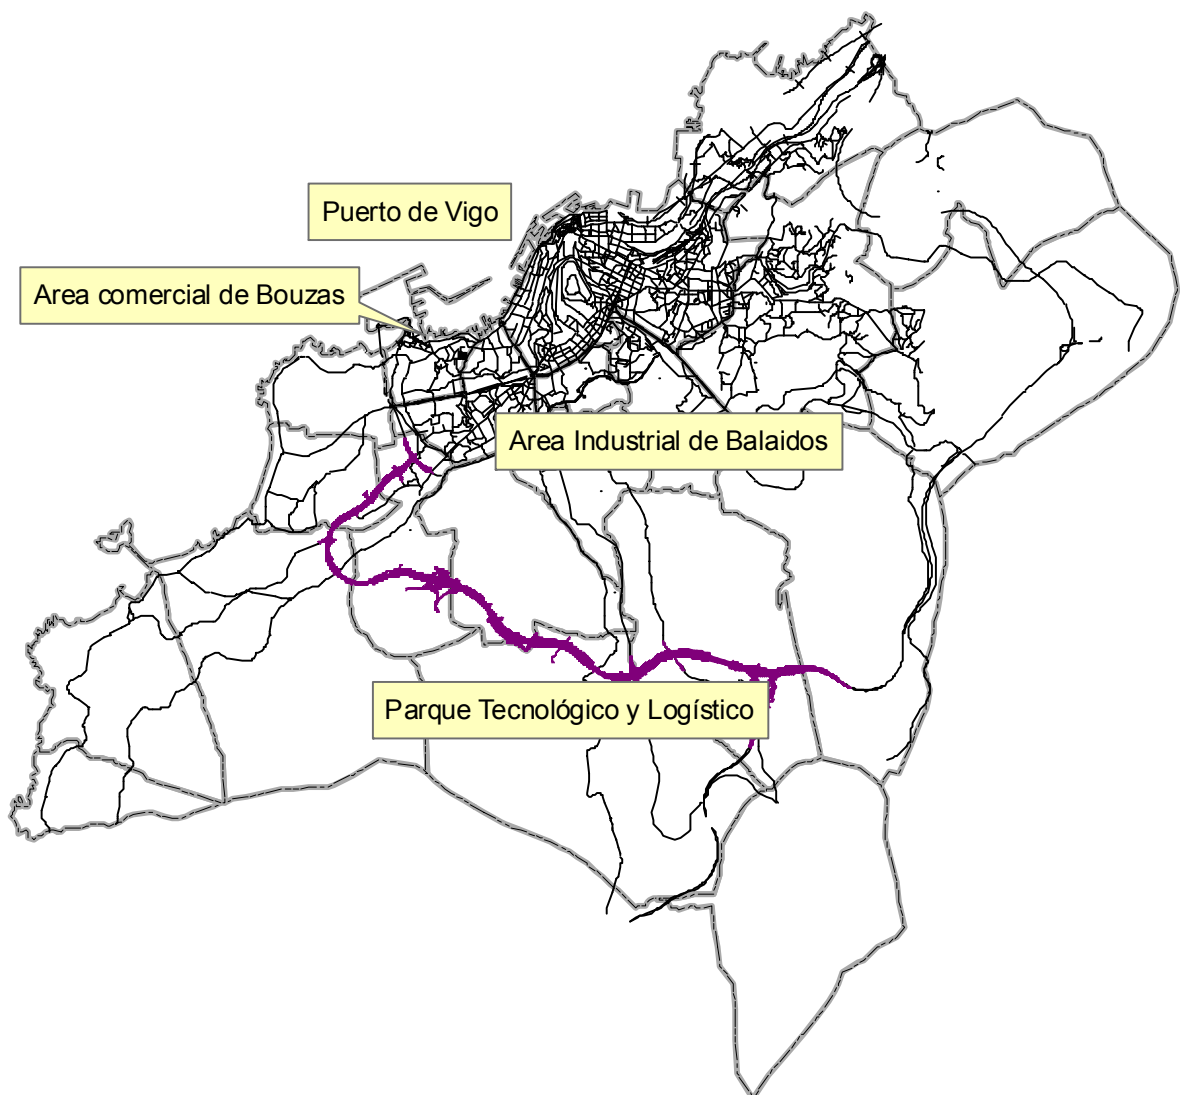 Puerto de Vigo
Area comercial de Bouzas
Area Industrial de Balaidos
Parque Tecnológico y Logístico